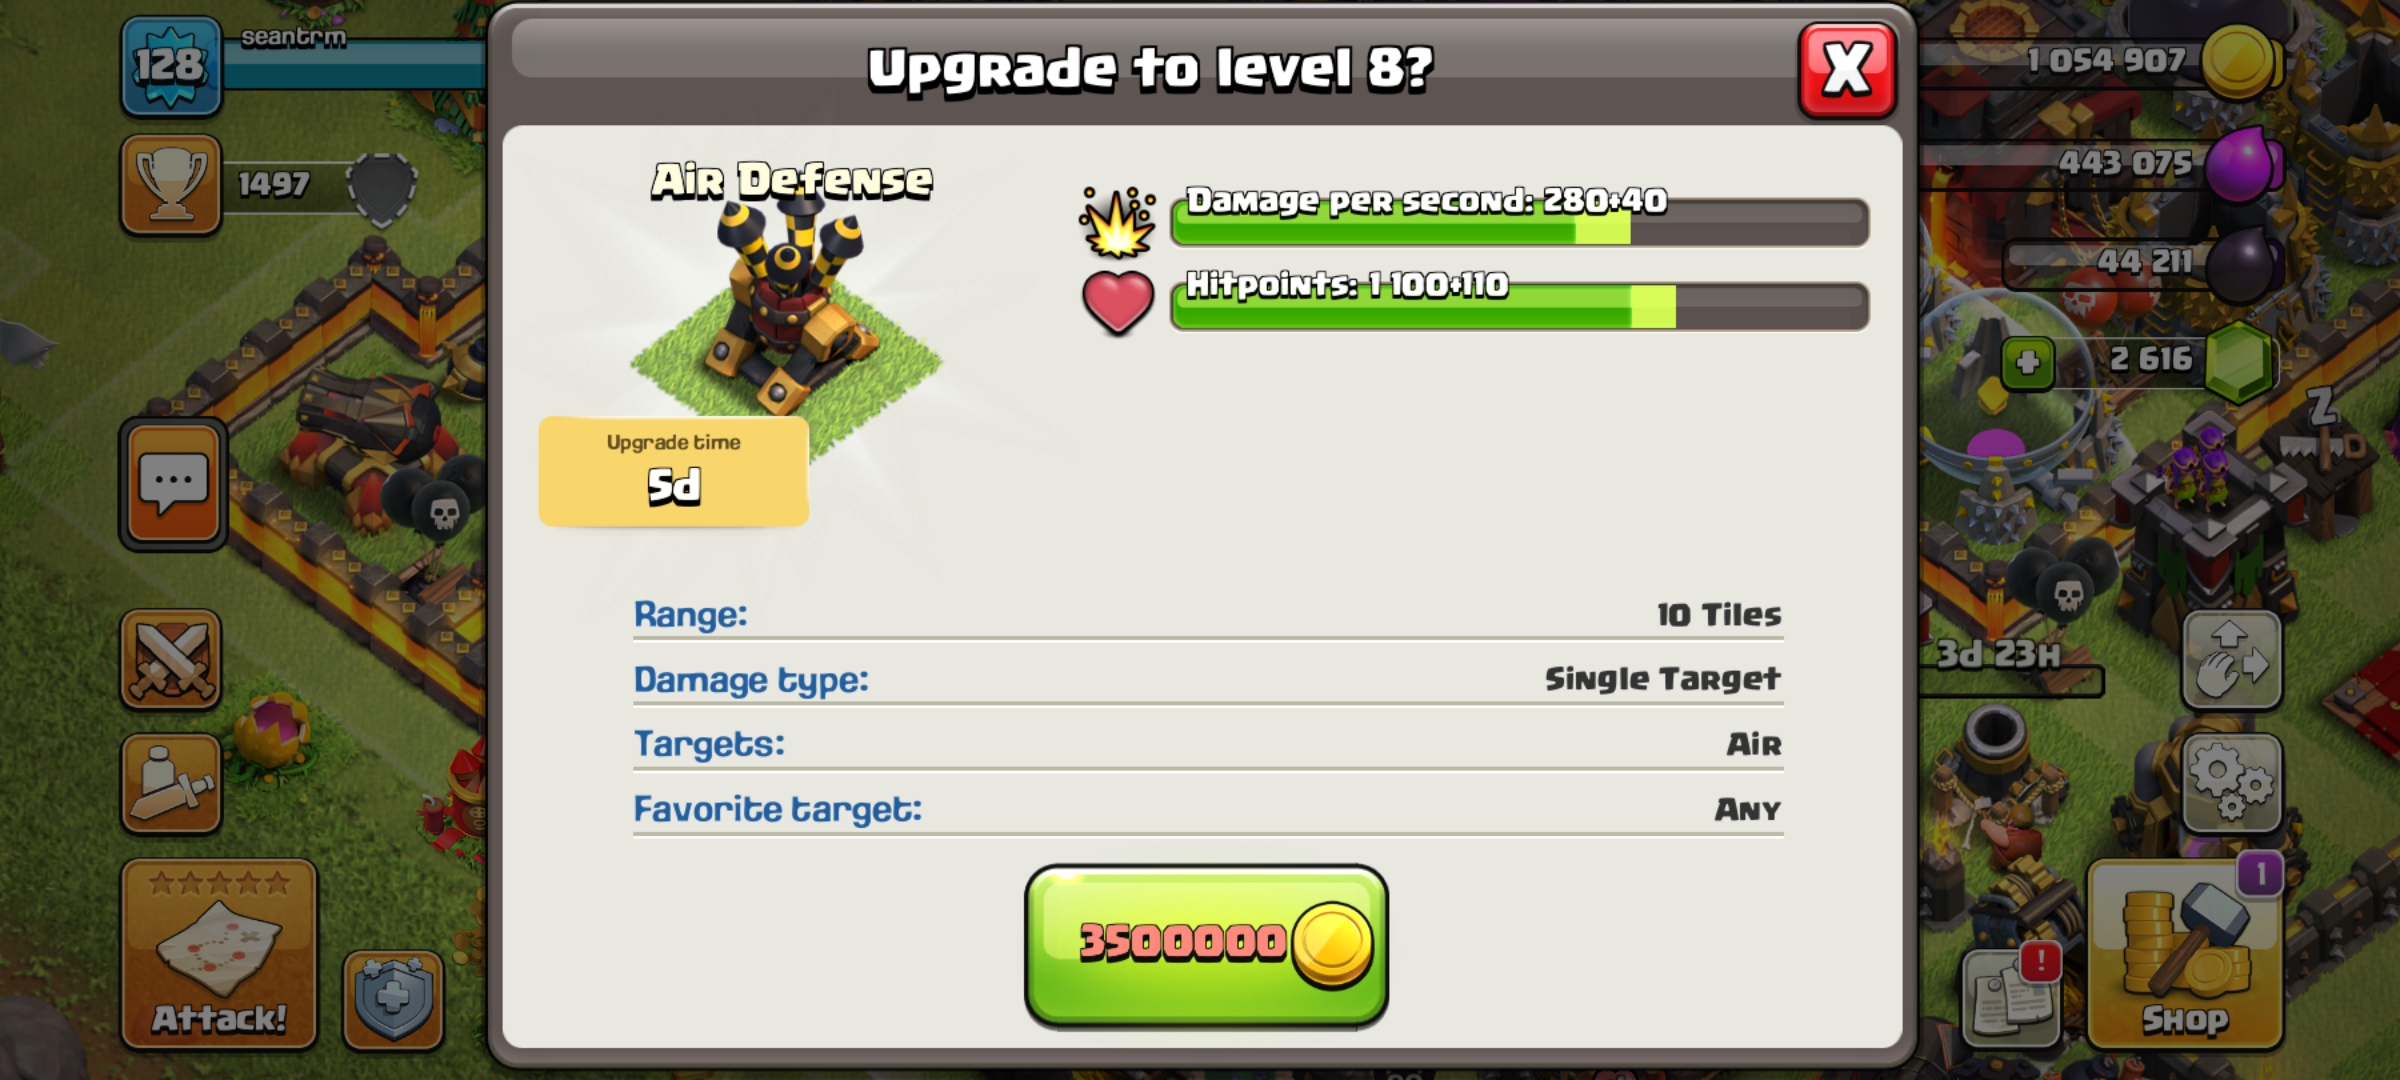 128
seantrm
1497
Attack!
Upgrade to level 8?
X
Air Defense
Upgrade time
5d
Damage per second: 280+40
Hitpoints: 1 100+110
Range: 10 Tiles
Damage type: Single Target
Targets: Air
Favorite target: Any
3500000
1 054 907
443 075
44 211
2 616
Z
3d 23H
1
!
Shop